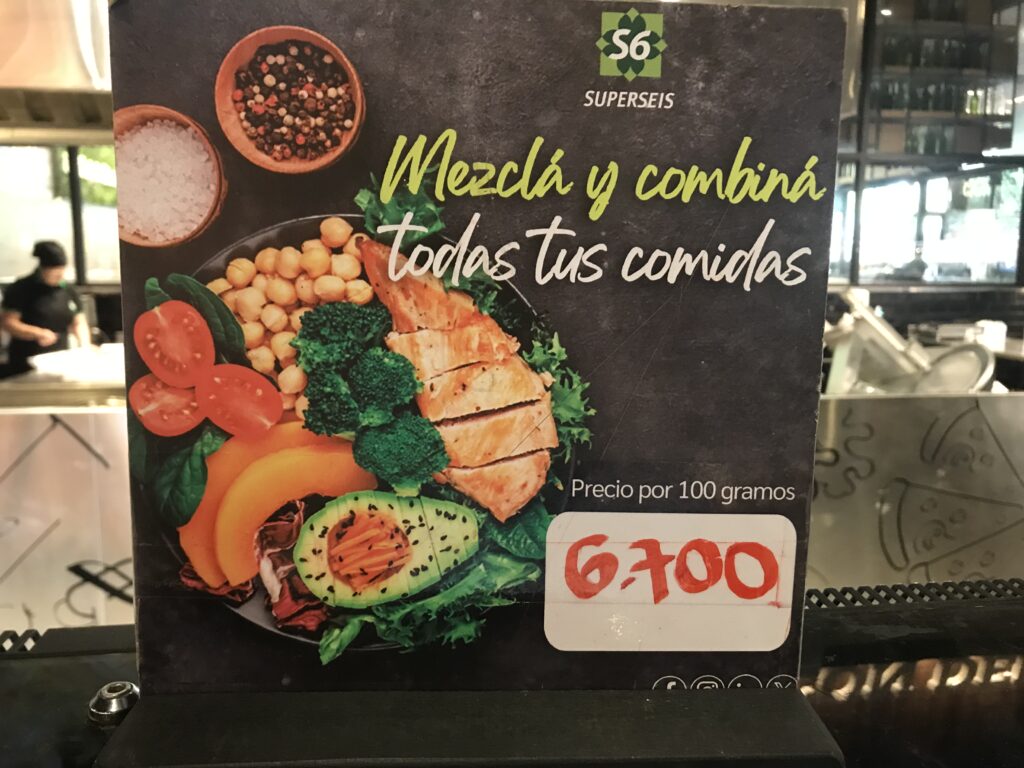 S6
SUPERSEIS
Mezclá y combiná
todas tus comidas
Precio por 100 gramos
6.700